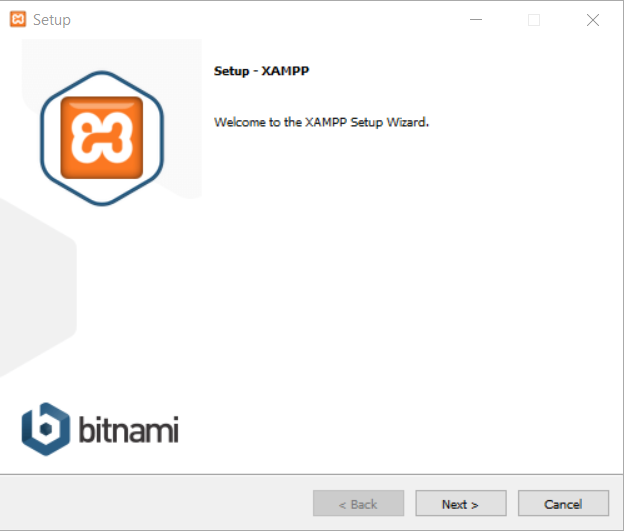 Setup
Setup - XAMPP
Welcome to the XAMPP Setup Wizard.
bitnami
< Back
Next >
Cancel